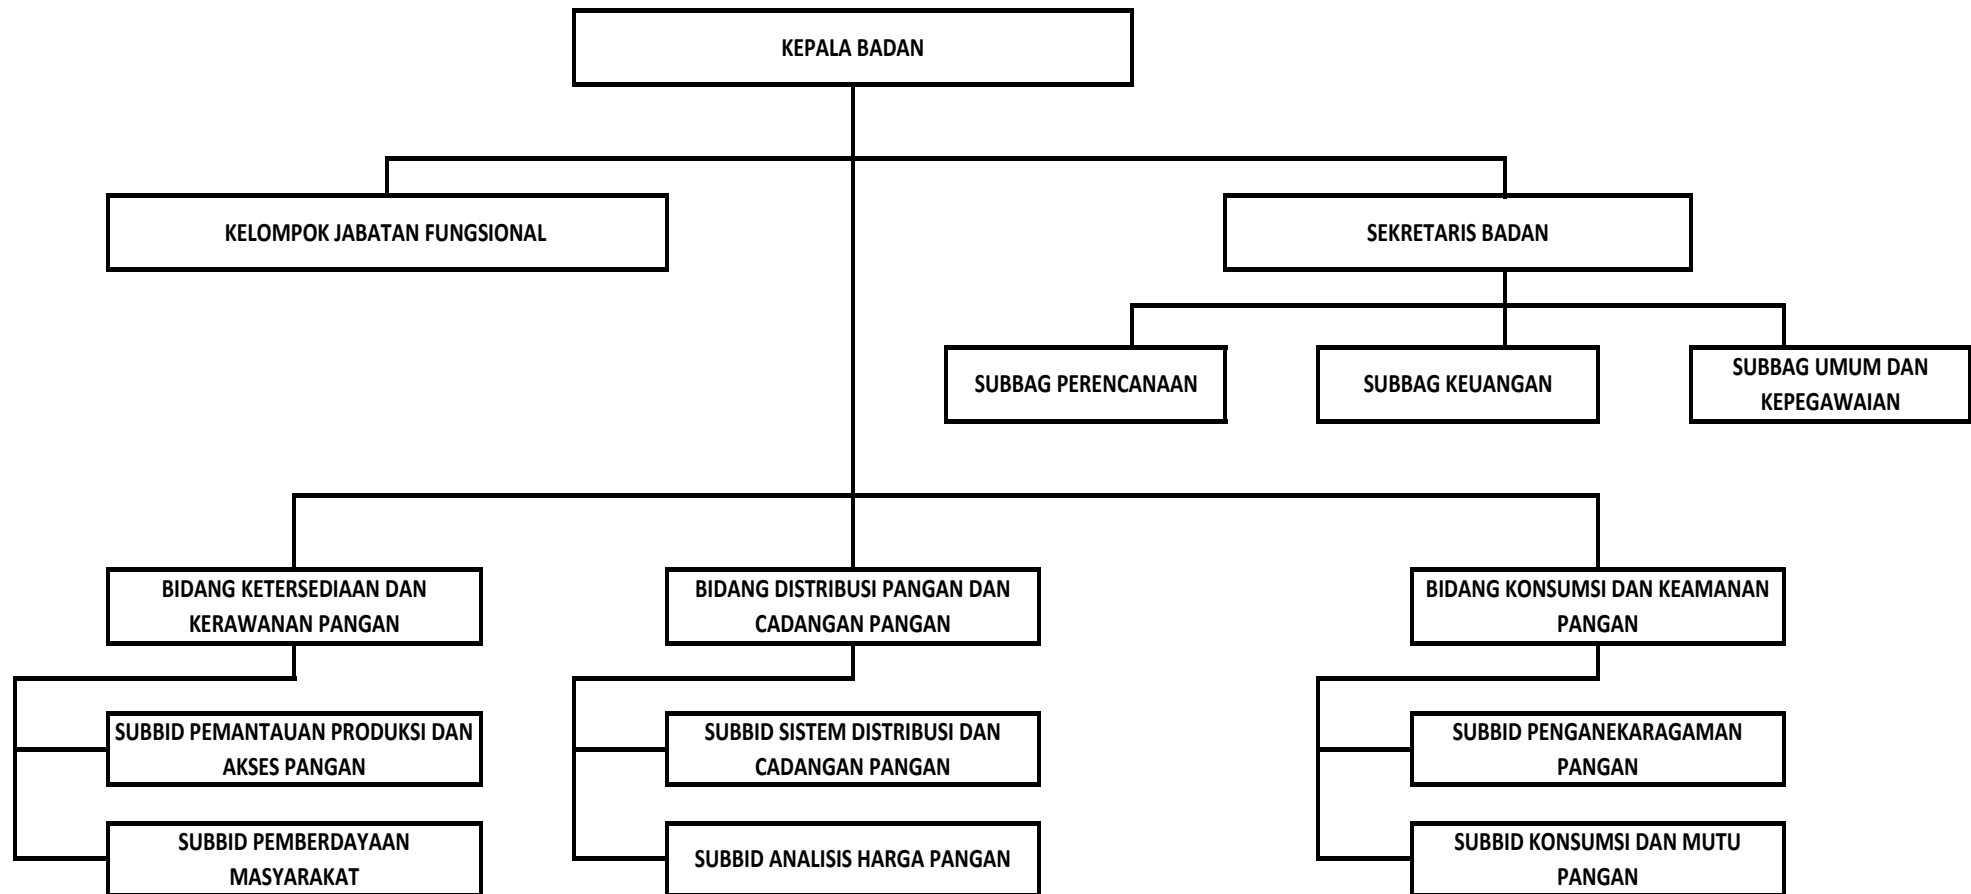 KEPALA BADAN
KELOMPOK JABATAN FUNGSIONAL
SEKRETARIS BADAN
SUBBAG PERENCANAAN
SUBBAG KEUANGAN
SUBBAG UMUM DAN
KEPEGAWAIAN
BIDANG KETERSEDIAAN DAN
KERAWANAN PANGAN
BIDANG DISTRIBUSI PANGAN DAN
CADANGAN PANGAN
BIDANG KONSUMSI DAN KEAMANAN
PANGAN
SUBBID PEMANTAUAN PRODUKSI DAN
AKSES PANGAN
SUBBID SISTEM DISTRIBUSI DAN
CADANGAN PANGAN
SUBBID PENGANEKARAGAMAN
PANGAN
SUBBID PEMBERDAYAAN
MASYARAKAT
SUBBID ANALISIS HARGA PANGAN
SUBBID KONSUMSI DAN MUTU
PANGAN